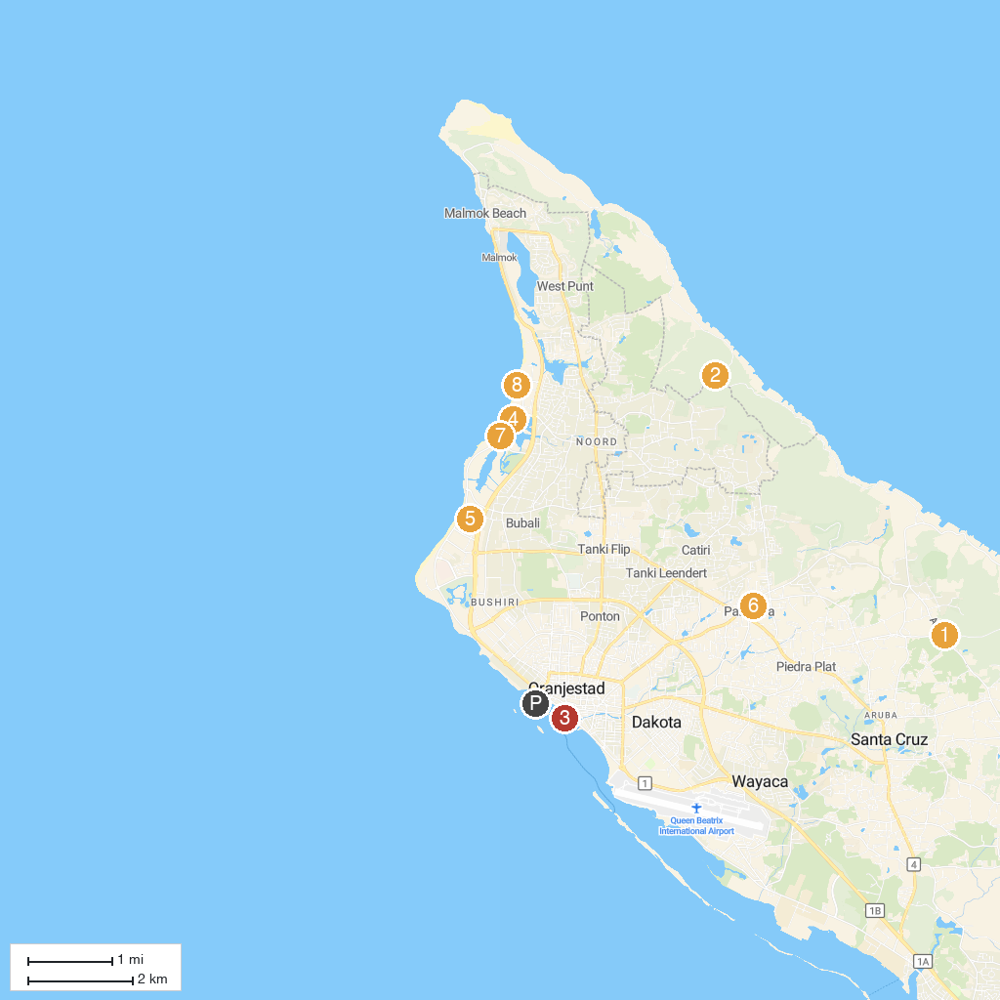 Malmok Beach
Malmok
West Punt
8
2
4
7
NOORD
5
Bubali
Tanki Flip
Catiri
Tanki Leendert
BUSHIRI
Ponton
6
1
Piedra Plat
Oranjestad
P
3
ARUBA
Dakota
Santa Cruz
1
Wayaca
Queen Beatrix
International Airport
4
1B
1A
1 mi
2 km